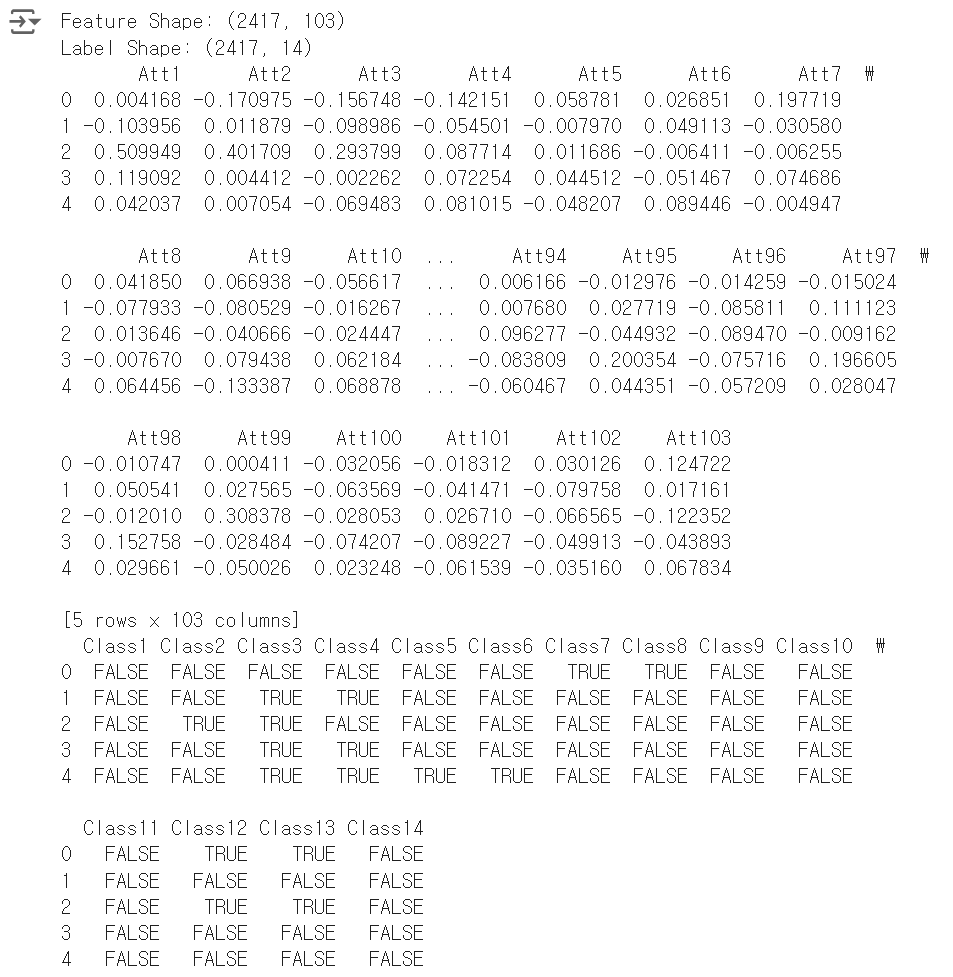 Feature Shape: (2417, 103)
Label Shape: (2417, 14)
Att1 Att2 Att3 Att4 Att5 Att6 Att7 ₩
0 0.004168 -0.170975 -0.156748 -0.142151 0.058781 0.026851 0.197719
1 -0.103956 0.011879 -0.098986 -0.054501 -0.007970 0.049113 -0.030580
2 0.509949 0.401709 0.293799 0.087714 0.011686 -0.006411 -0.006255
3 0.119092 0.004412 -0.002262 0.072254 0.044512 -0.051467 0.074686
4 0.042037 0.007054 -0.069483 0.081015 -0.048207 0.089446 -0.004947
Att8 Att9 Att10 ... Att94 Att95 Att96 Att97 ₩
0 0.041850 0.066938 -0.056617 ... 0.006166 -0.012976 -0.014259 -0.015024
1 -0.077933 -0.080529 -0.016267 ... 0.007680 0.027719 -0.085811 0.111123
2 0.013646 -0.040666 -0.024447 ... 0.096277 -0.044932 -0.089470 -0.009162
3 -0.007670 0.079438 0.062184 ... -0.083809 0.200354 -0.075716 0.196605
4 0.064456 -0.133387 0.068878 ... -0.060467 0.044351 -0.057209 0.028047
Att98 Att99 Att100 Att101 Att102 Att103
0 -0.010747 0.000411 -0.032056 -0.018312 0.030126 0.124722
1 0.050541 0.027565 -0.063569 -0.041471 -0.079758 0.017161
2 -0.012010 0.308378 -0.028053 0.026710 -0.066565 -0.122352
3 0.152758 -0.028484 -0.074207 -0.089227 -0.049913 -0.043893
4 0.029661 -0.050026 0.023248 -0.061539 -0.035160 0.067834
[5 rows x 103 columns]
Class1 Class2 Class3 Class4 Class5 Class6 Class7 Class8 Class9 Class10 ₩
0 FALSE FALSE FALSE FALSE FALSE FALSE TRUE TRUE FALSE FALSE
1 FALSE FALSE TRUE TRUE FALSE FALSE FALSE FALSE FALSE FALSE
2 FALSE TRUE TRUE FALSE FALSE FALSE FALSE FALSE FALSE FALSE
3 FALSE FALSE TRUE TRUE FALSE FALSE FALSE FALSE FALSE FALSE
4 FALSE FALSE TRUE TRUE TRUE TRUE FALSE FALSE FALSE FALSE
Class11 Class12 Class13 Class14
0 FALSE TRUE TRUE FALSE
1 FALSE FALSE FALSE FALSE
2 FALSE TRUE TRUE FALSE
3 FALSE FALSE FALSE FALSE
4 FALSE FALSE FALSE FALSE